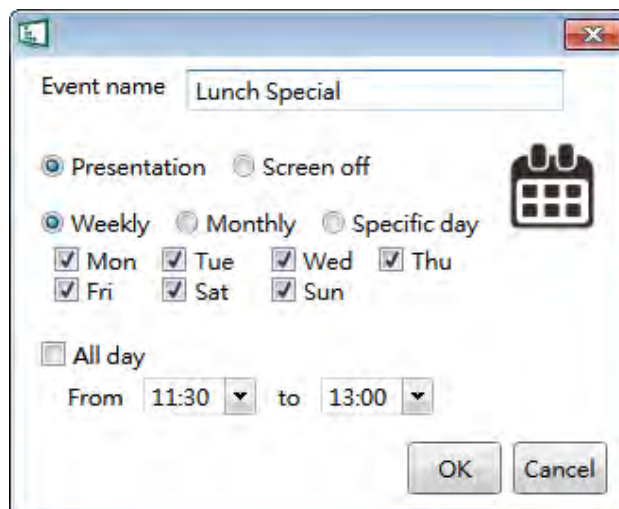 Event name Lunch Special
Presentation Screen off
Weekly Monthly Specific day
Mon Tue Wed Thu
Fri Sat Sun
All day
From 11:30 to 13:00
OK Cancel